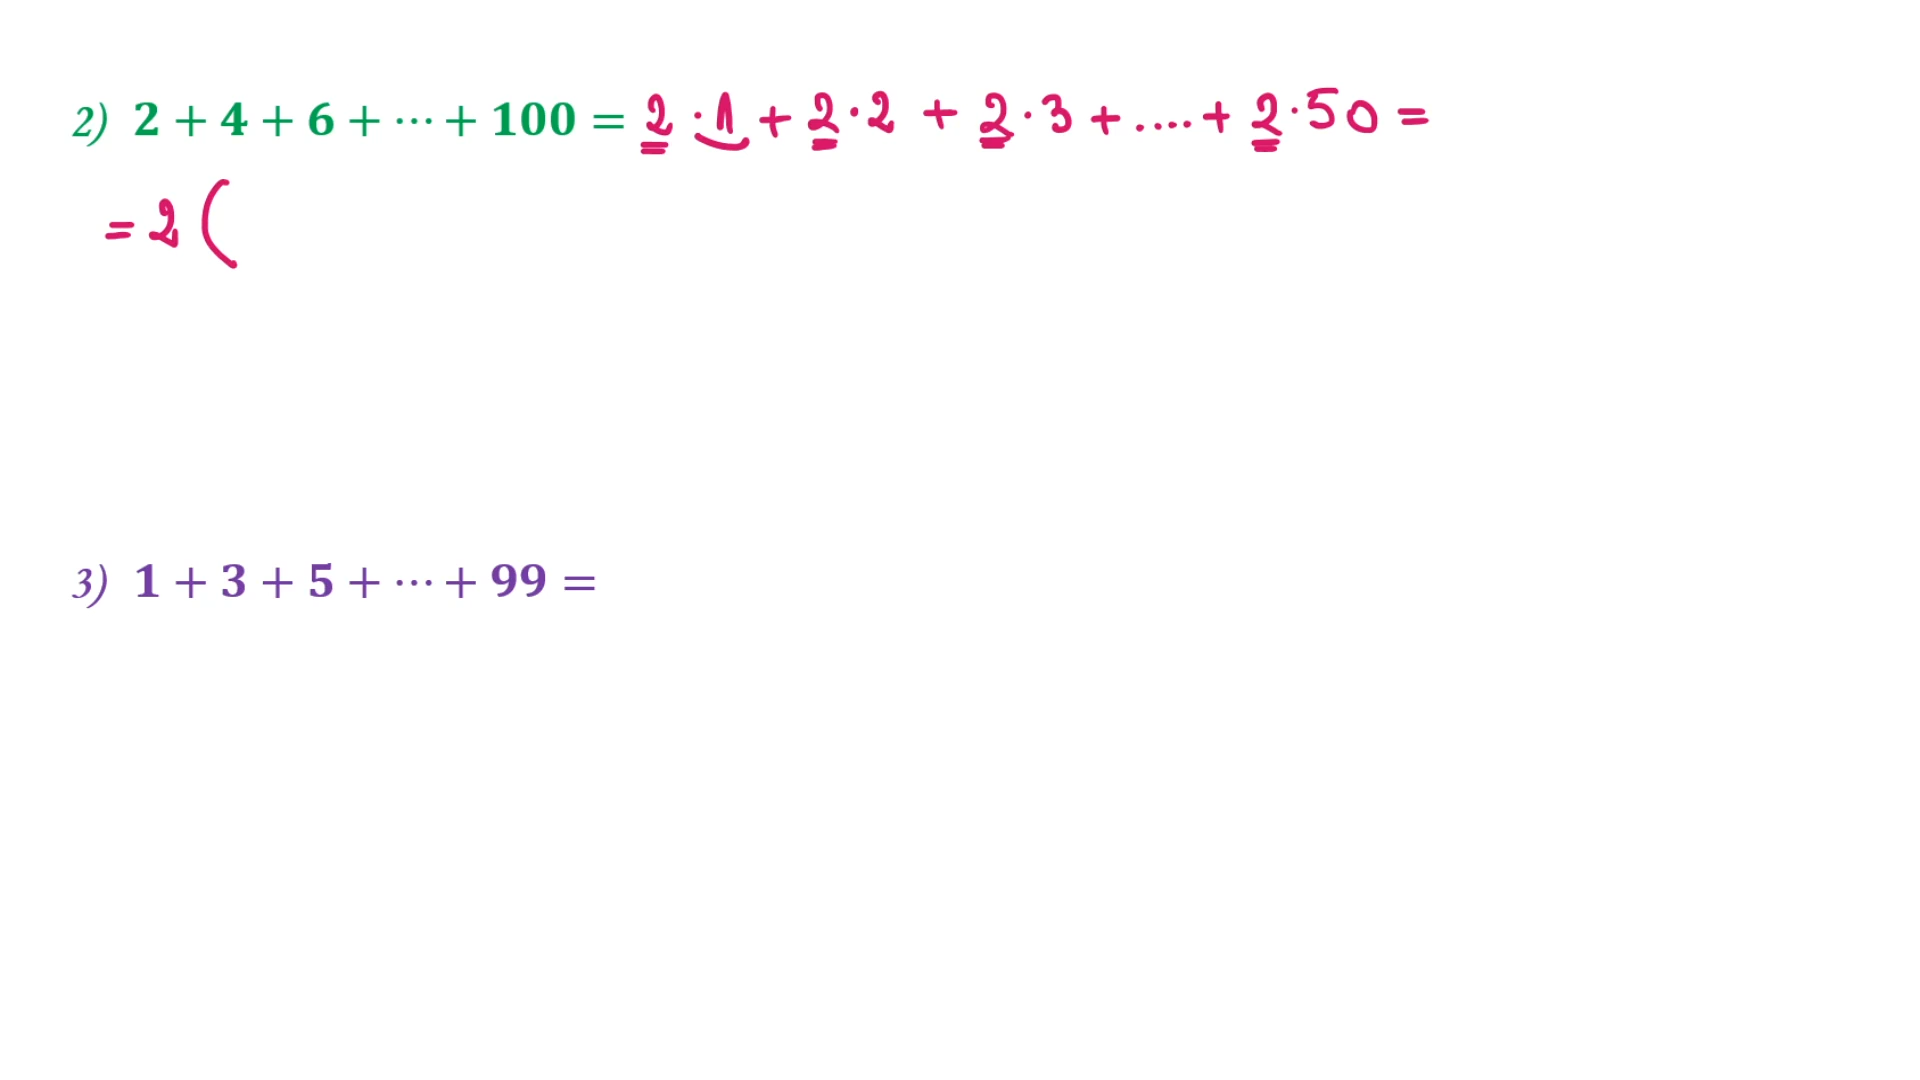 2) 2 + 4 + 6 + ⋯ + 100 = 2 · 1 + 2 · 2 + 2 · 3 + .... + 2 · 50 =
= 2 (
3) 1 + 3 + 5 + ⋯ + 99 =